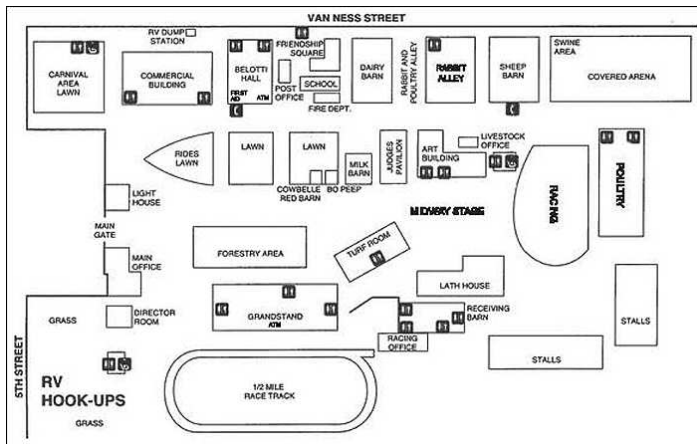 VAN NESS STREET
RV DUMP
STATION
FRIENDSHIP
SQUARE
SWINE
AREA
CARNIVAL
AREA
LAWN
COMMERCIAL
BUILDING
BELOTTI
HALL
FIRST
AID
ATM
POST
OFFICE
SCHOOL
FIRE DEPT.
DAIRY
BARN
RABBIT AND
POULTRY ALLEY
RABBIT
ALLEY
SHEEP
BARN
COVERED ARENA
RIDES
LAWN
LAWN
LAWN
COWBELLE
RED BARN
BO PEEP
MILK
BARN
JUDGES
PAVILION
ART
BUILDING
LIVESTOCK
OFFICE
RACING
POULTRY
LIGHT
HOUSE
MIDWAY STAGE
MAIN
GATE
MAIN
OFFICE
FORESTRY AREA
TURF ROOM
LATH HOUSE
GRASS
DIRECTOR
ROOM
GRANDSTAND
ATM
RECEIVING
BARN
RACING
OFFICE
STALLS
STALLS
5TH STREET
RV
HOOK-UPS
GRASS
1/2 MILE
RACE TRACK